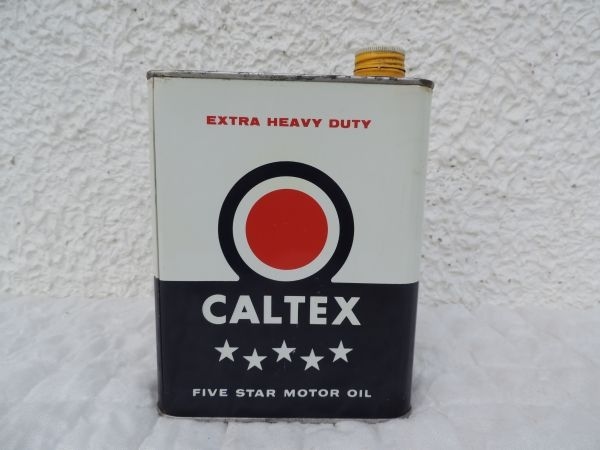 EXTRA HEAVY DUTY
CALTEX
FIVE STAR MOTOR OIL